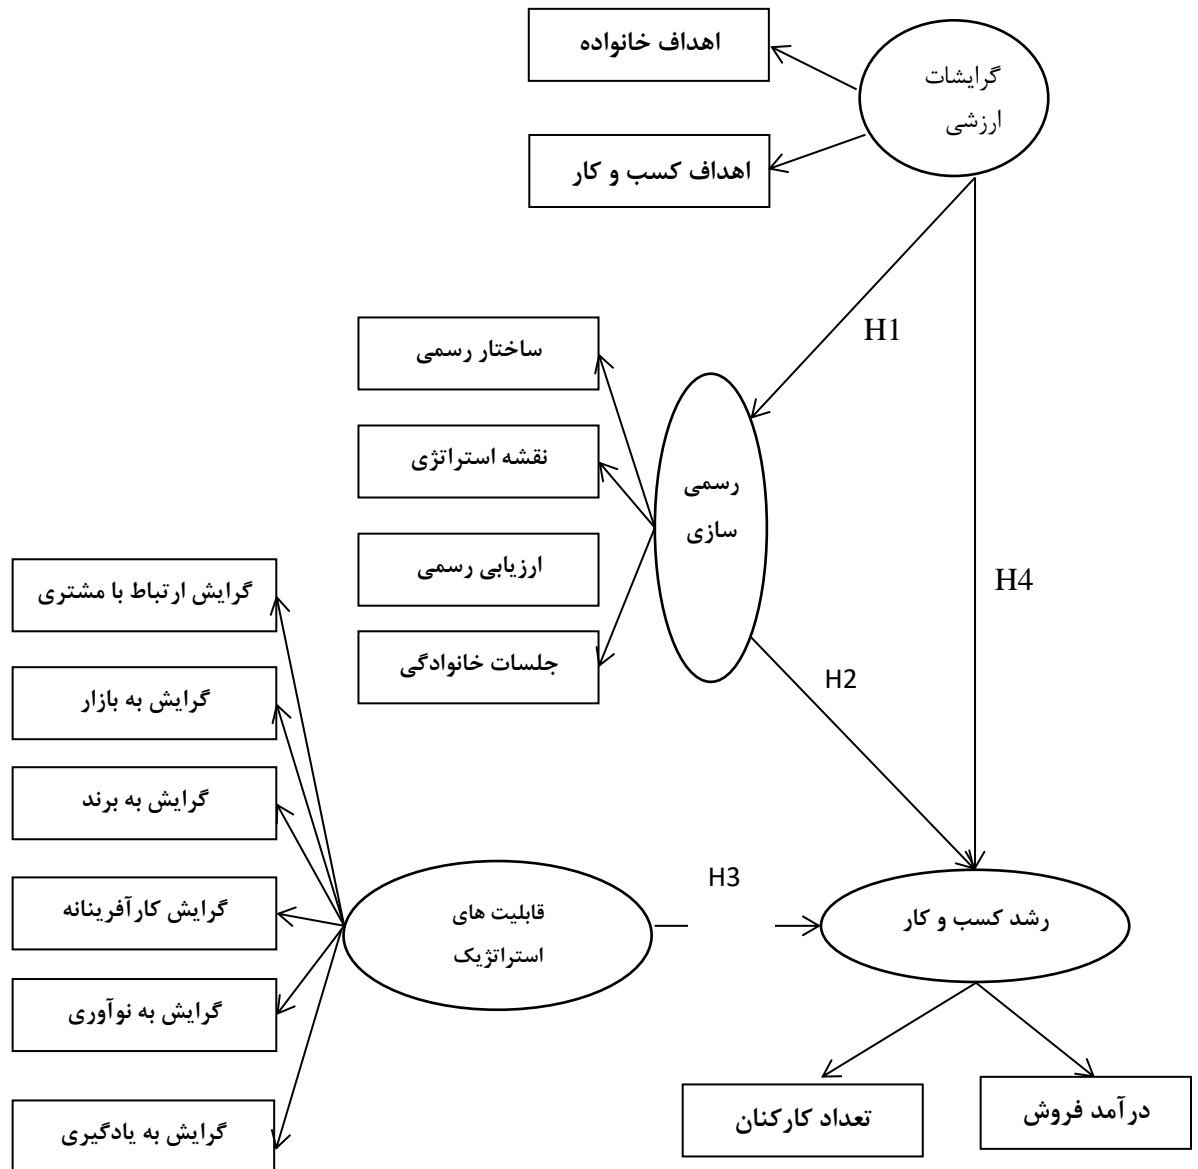 اهداف خانواده
گرایشات
ارزشی
اهداف کسب و کار
H1
ساختار رسمی
نقشه استراتژی
رسمی
سازی
ارزیابی رسمی
H4
گرایش ارتباط با مشتری
جلسات خانوادگی
H2
گرایش به بازار
گرایش به برند
H3
گرایش کارآفرینانه
قابلیت های
استراتژیک
رشد کسب و کار
گرایش به نوآوری
درآمد فروش
تعداد کارکنان
گرایش به یادگیری